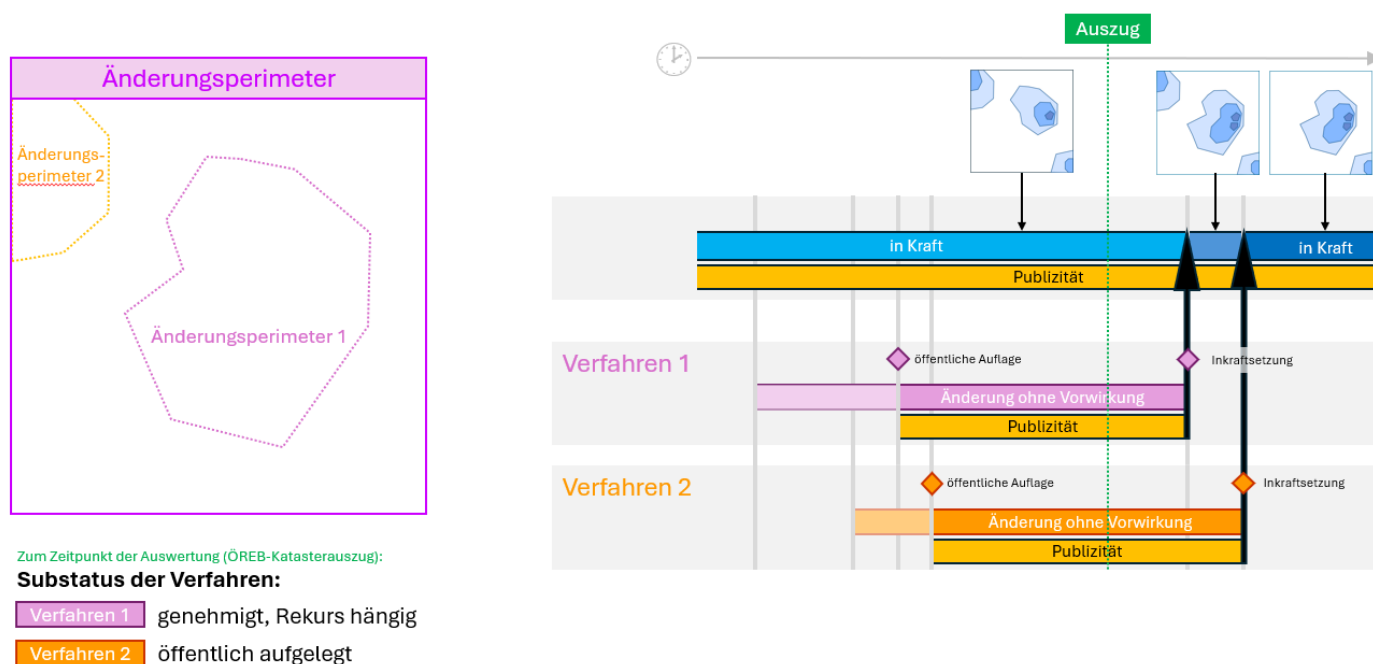 Änderungsperimeter
Änderungs-
perimeter 2
Änderungsperimeter 1
Zum Zeitpunkt der Auswertung (ÖREB-Katasterauszug):
Substatus der Verfahren:
Verfahren 1 genehmigt, Rekurs hängig
Verfahren 2 öffentlich aufgelegt
Auszug
in Kraft
in Kraft
Publizität
Verfahren 1
öffentliche Auflage
Inkraftsetzung
Änderung ohne Vorwirkung
Publizität
Verfahren 2
öffentliche Auflage
Inkraftsetzung
Änderung ohne Vorwirkung
Publizität